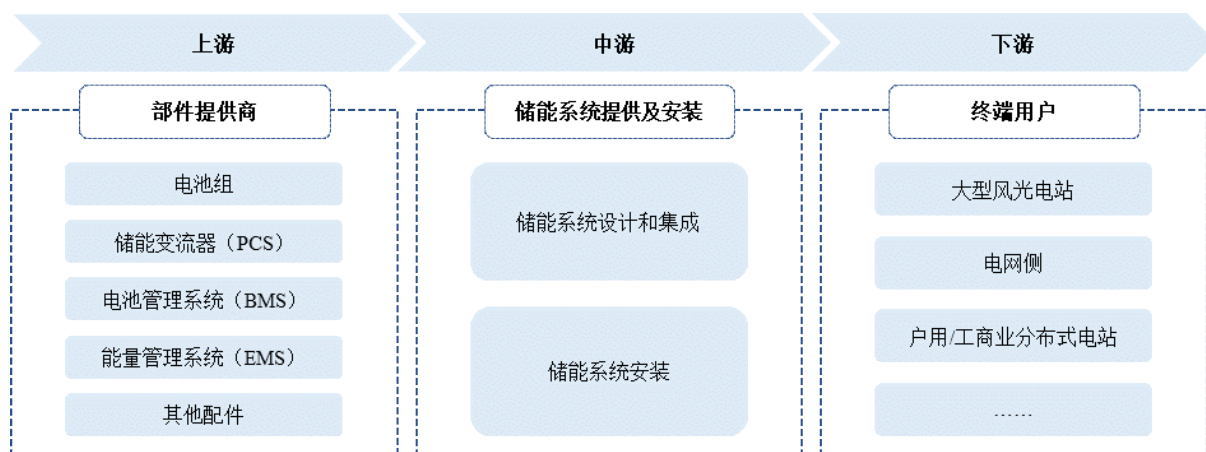 上游
中游
下游
部件提供商
电池组
储能变流器（PCS）
电池管理系统（BMS）
能量管理系统（EMS）
其他配件
储能系统提供及安装
储能系统设计和集成
储能系统安装
终端用户
大型风光电站
电网侧
户用/工商业分布式电站
……